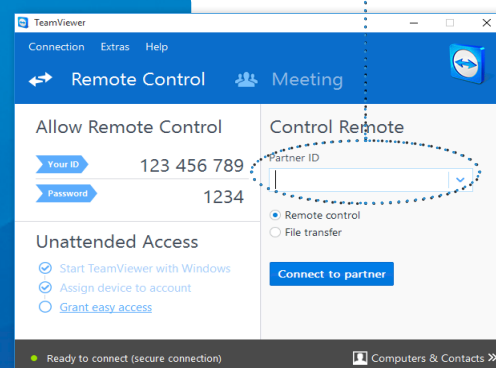 TeamViewer
Connection Extras Help
Remote Control Meeting
Allow Remote Control
Your ID 123 456 789
Password 1234
Unattended Access
Start TeamViewer with Windows
Assign device to account
Grant easy access
Control Remote
Partner ID
Remote control
File transfer
Connect to partner
Ready to connect (secure connection)
Computers & Contacts